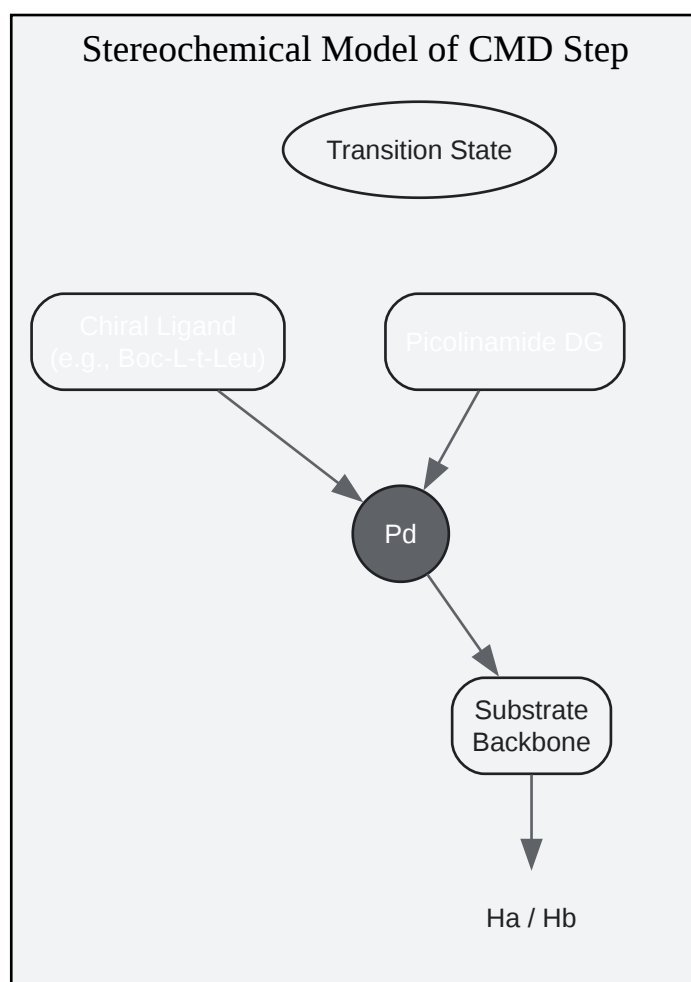 Stereochemical Model of CMD Step
Transition State
Chiral Ligand
(e.g., Boc-L-t-Leu)
Picolinamide DG
Pd
Substrate
Backbone
Ha / Hb